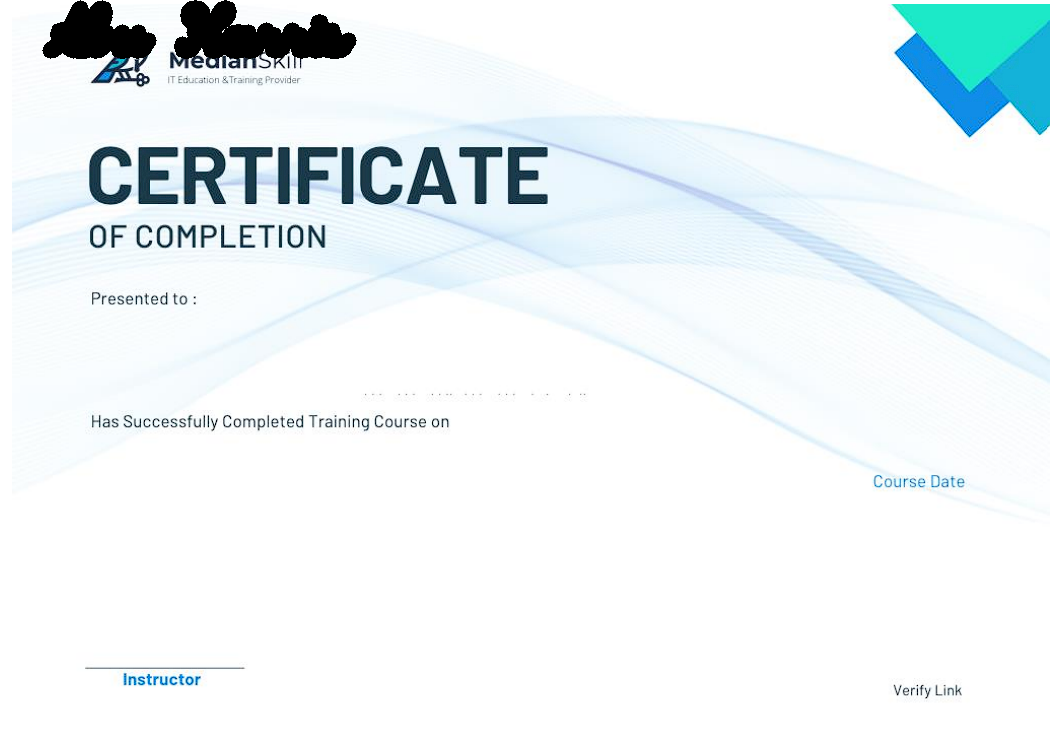 MedianSkill
IT Education &Training Provider
CERTIFICATE
OF COMPLETION
Presented to :
Has Successfully Completed Training Course on
Course Date
Instructor
Verify Link